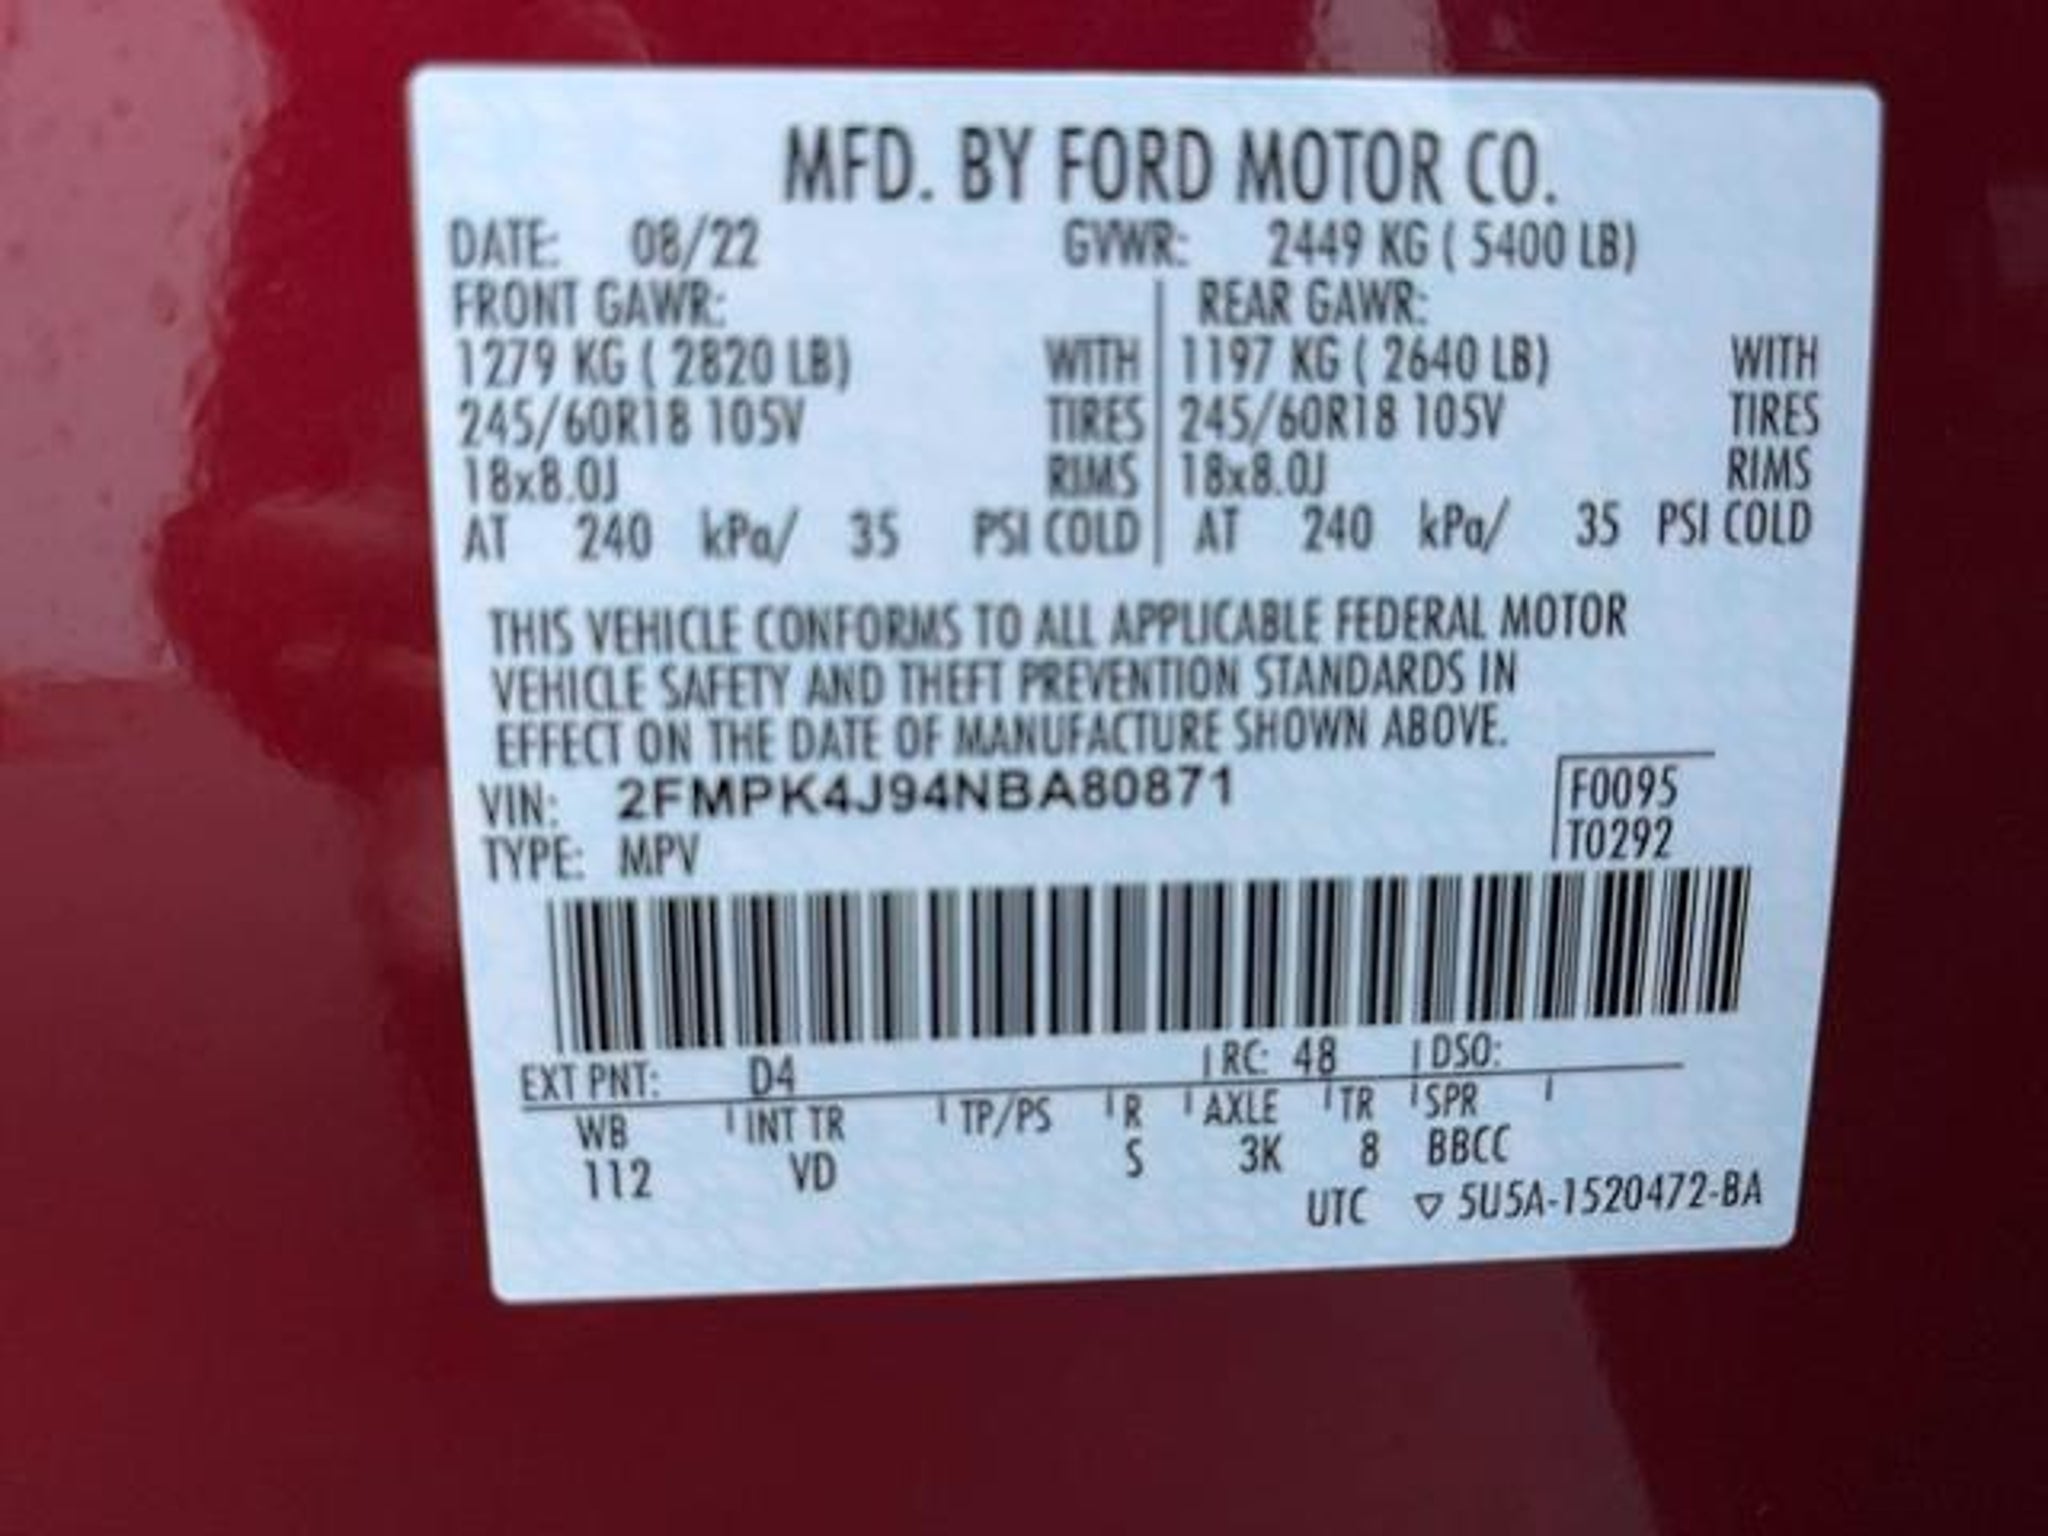 MFD. BY FORD MOTOR CO.
DATE: 08/22 GVWR: 2449 KG ( 5400 LB)
FRONT GAWR: REAR GAWR:
1279 KG ( 2820 LB) WITH 1197 KG ( 2640 LB) WITH
245/60R18 105V TIRES 245/60R18 105V TIRES
18x8.0J RIMS 18x8.0J RIMS
AT 240 kPa/ 35 PSI COLD AT 240 kPa/ 35 PSI COLD
THIS VEHICLE CONFORMS TO ALL APPLICABLE FEDERAL MOTOR
VEHICLE SAFETY AND THEFT PREVENTION STANDARDS IN
EFFECT ON THE DATE OF MANUFACTURE SHOWN ABOVE.
VIN: 2FMPK4J94NBA80871 F0095
TYPE: MPV T0292
EXT PNT: D4 RC: 48 DSO:
WB INT TR TP/PS R AXLE TR SPR
112 VD S 3K 8 BBCC
UTC ▽ 5U5A-1520472-BA